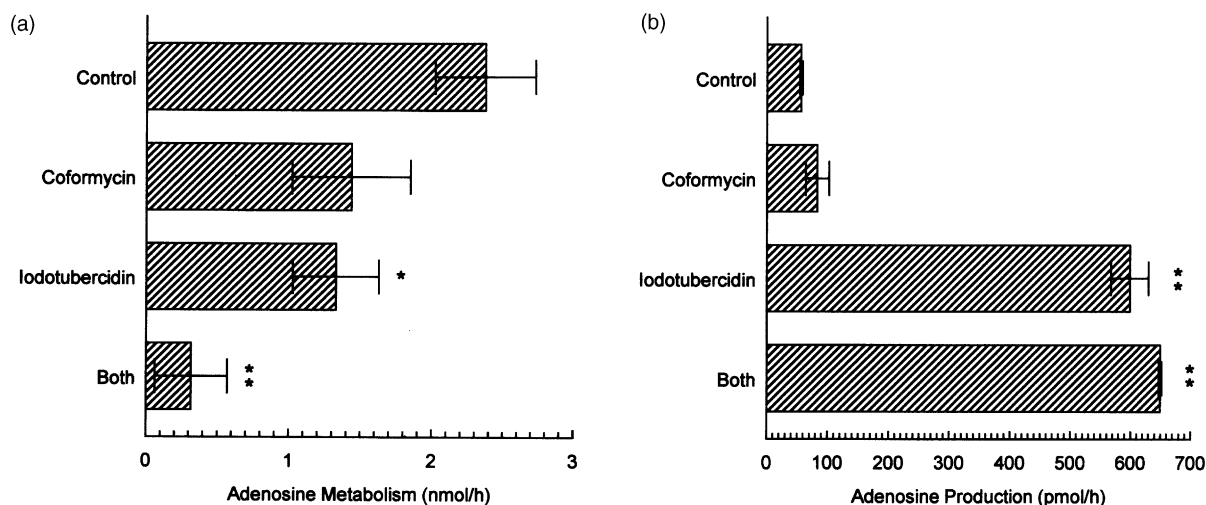 (a)
Control
Coformycin
Iodotubercidin
*
Both
* *
0 1 2 3
Adenosine Metabolism (nmol/h)
(b)
Control
Coformycin
Iodotubercidin
* *
Both
* *
0 100 200 300 400 500 600 700
Adenosine Production (pmol/h)